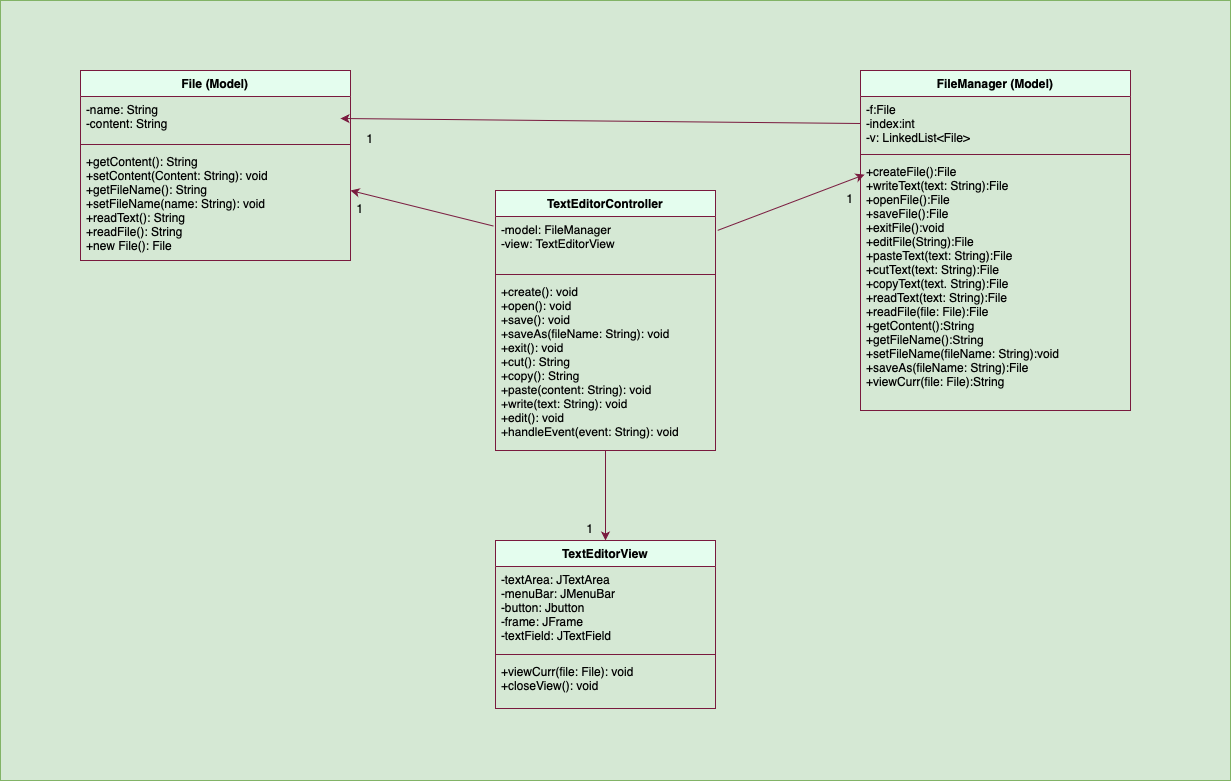 File (Model)
-name: String
-content: String
+getContent(): String
+setContent(Content: String): void
+getFileName(): String
+setFileName(name: String): void
+readText(): String
+readFile(): String
+new File(): File
1
1
FileManager (Model)
-f:File
-index:int
-v: LinkedList<File>
+createFile():File
+writeText(text: String):File
+openFile():File
+saveFile():File
+exitFile():void
+editFile(String):File
+pasteText(text: String):File
+cutText(text: String):File
+copyText(text. String):File
+readText(text: String):File
+readFile(file: File):File
+getContent():String
+getFileName():String
+setFileName(fileName: String):void
+saveAs(fileName: String):File
+viewCurr(file: File):String
1
TextEditorController
-model: FileManager
-view: TextEditorView
+create(): void
+open(): void
+save(): void
+saveAs(fileName: String): void
+exit(): void
+cut(): String
+copy(): String
+paste(content: String): void
+write(text: String): void
+edit(): void
+handleEvent(event: String): void
1
TextEditorView
-textArea: JTextArea
-menuBar: JMenuBar
-button: Jbutton
-frame: JFrame
-textField: JTextField
+viewCurr(file: File): void
+closeView(): void